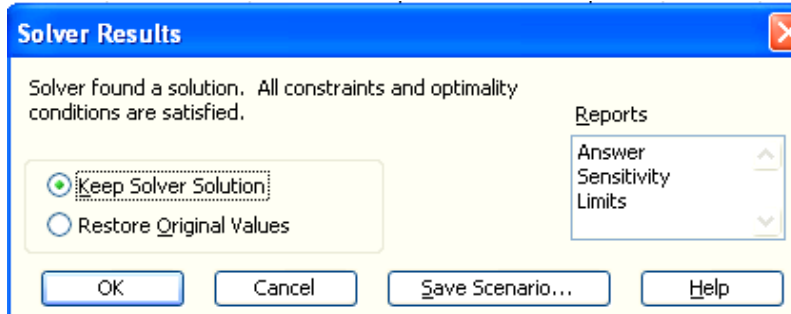 Solver Results
Solver found a solution. All constraints and optimality
conditions are satisfied.
Reports
Answer
Sensitivity
Limits
Keep Solver Solution
Restore Original Values
OK
Cancel
Save Scenario...
Help